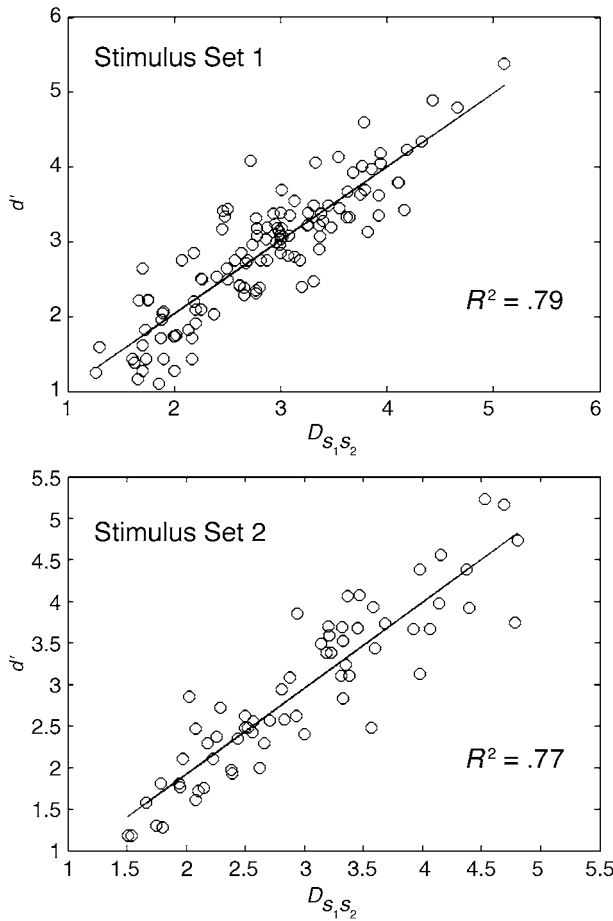 Stimulus Set 1
6
5
4
3
2
1
d'
R² = .79
1 2 3 4 5 6
D_{s₁s₂}
Stimulus Set 2
5.5
5
4.5
4
3.5
3
2.5
2
1.5
1
d'
R² = .77
1 1.5 2 2.5 3 3.5 4 4.5 5 5.5
D_{s₁s₂}